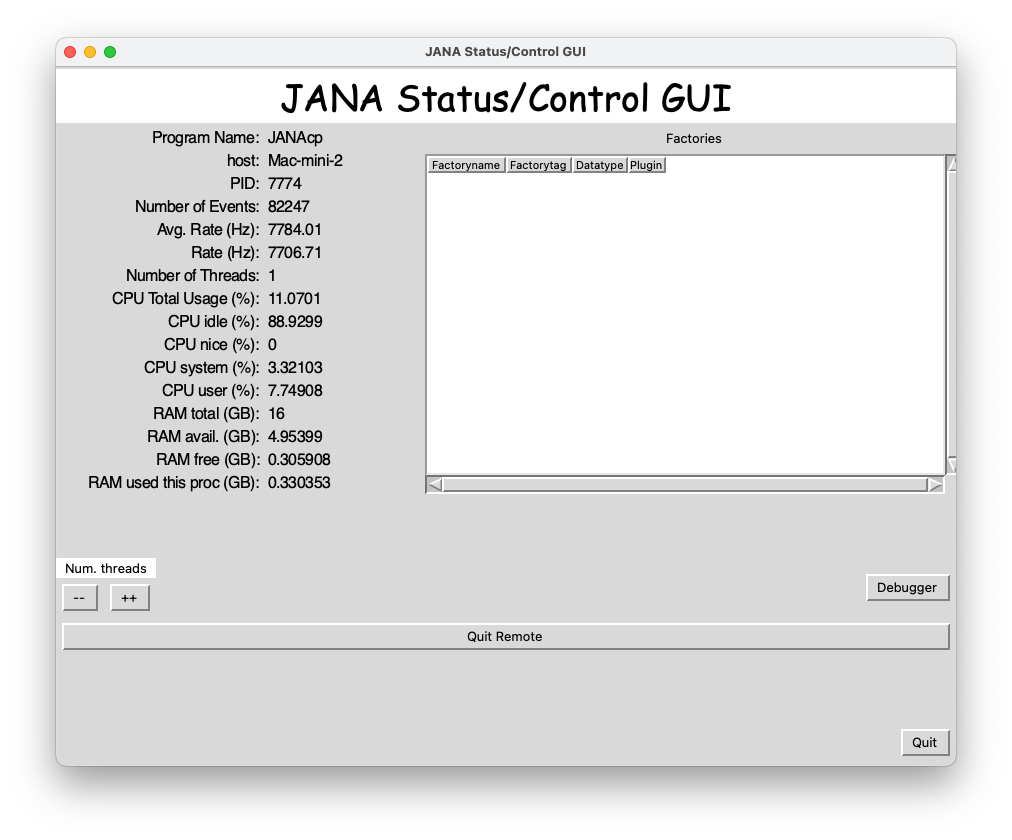 JANA Status/Control GUI
JANA Status/Control GUI
Program Name: JANAcp
host: Mac-mini-2
PID: 7774
Number of Events: 82247
Avg. Rate (Hz): 7784.01
Rate (Hz): 7706.71
Number of Threads: 1
CPU Total Usage (%): 11.0701
CPU idle (%): 88.9299
CPU nice (%): 0
CPU system (%): 3.32103
CPU user (%): 7.74908
RAM total (GB): 16
RAM avail. (GB): 4.95399
RAM free (GB): 0.305908
RAM used this proc (GB): 0.330353
Factories
Factoryname Factorytag Datatype Plugin
Num. threads
-- ++
Debugger
Quit Remote
Quit